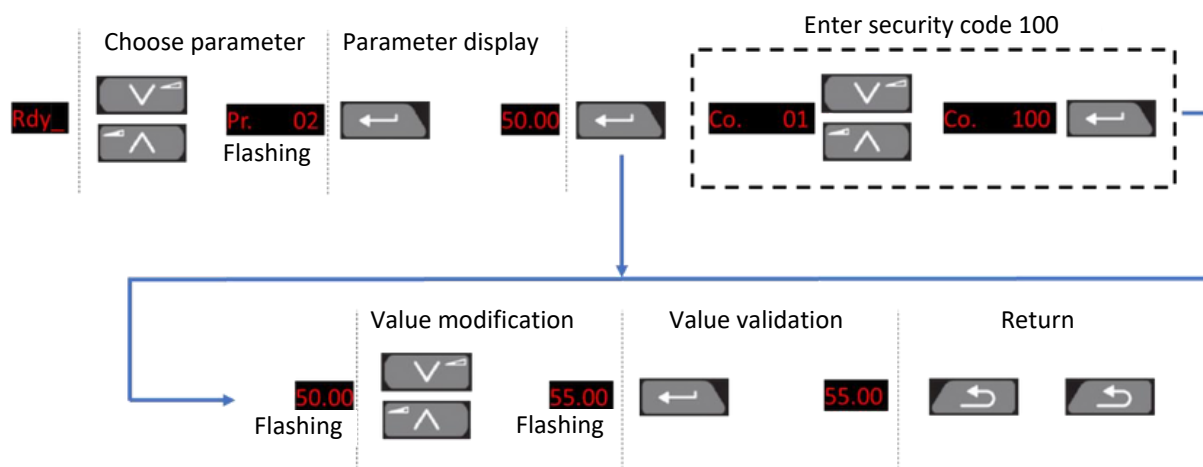 Enter security code 100
Choose parameter
Parameter display
Rdy_
Pr. 02
50.00
Co. 01
Co. 100
Flashing
Value modification
Value validation
Return
50.00
55.00
55.00
Flashing
Flashing